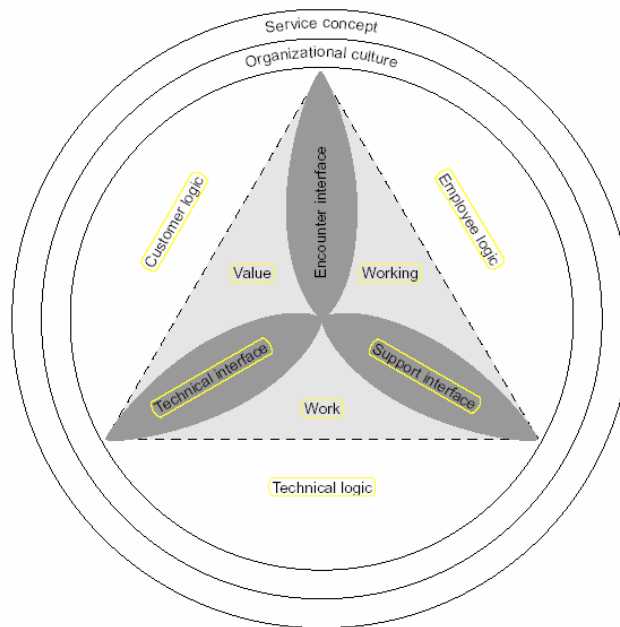 Service concept
Organizational culture
Customer logic
Encounter interface
Employee logic
Value
Working
Technical interface
Support interface
Work
Technical logic